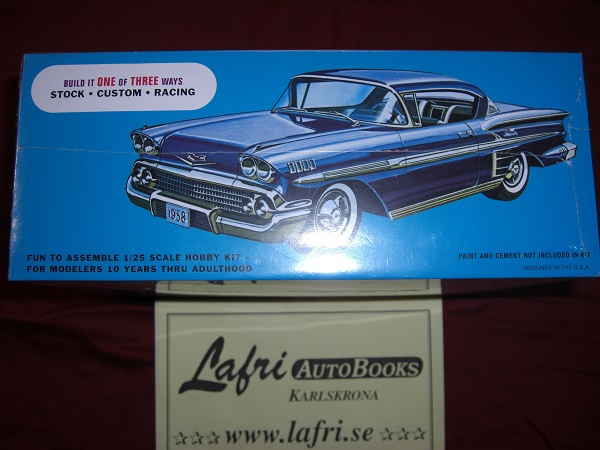 BUILD IT ONE OF THREE WAYS
STOCK • CUSTOM • RACING
1958
FUN TO ASSEMBLE 1/25 SCALE HOBBY KIT -
FOR MODELERS 10 YEARS THRU ADULTHOOD
PAINT AND CEMENT NOT INCLUDED IN KIT
DESIGNED IN THE U.S.A.
Lafri AUTOBOOKS
KARLSKRONA
☆☆☆ www.lafri.se ☆☆☆